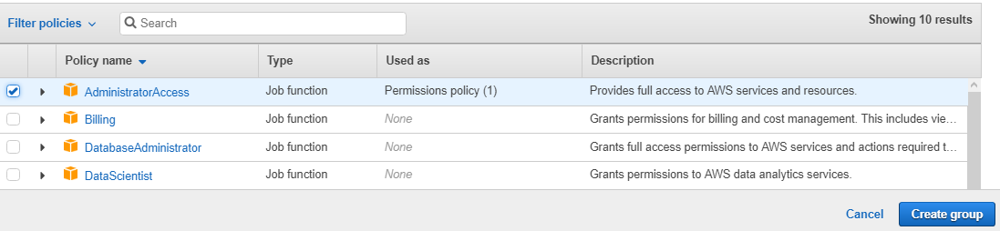 Filter policies Search Showing 10 results
Policy name Type Used as Description
AdministratorAccess Job function Permissions policy (1) Provides full access to AWS services and resources.
Billing Job function None Grants permissions for billing and cost management. This includes vie...
DatabaseAdministrator Job function None Grants full access permissions to AWS services and actions required t...
DataScientist Job function None Grants permissions to AWS data analytics services.
Cancel Create group